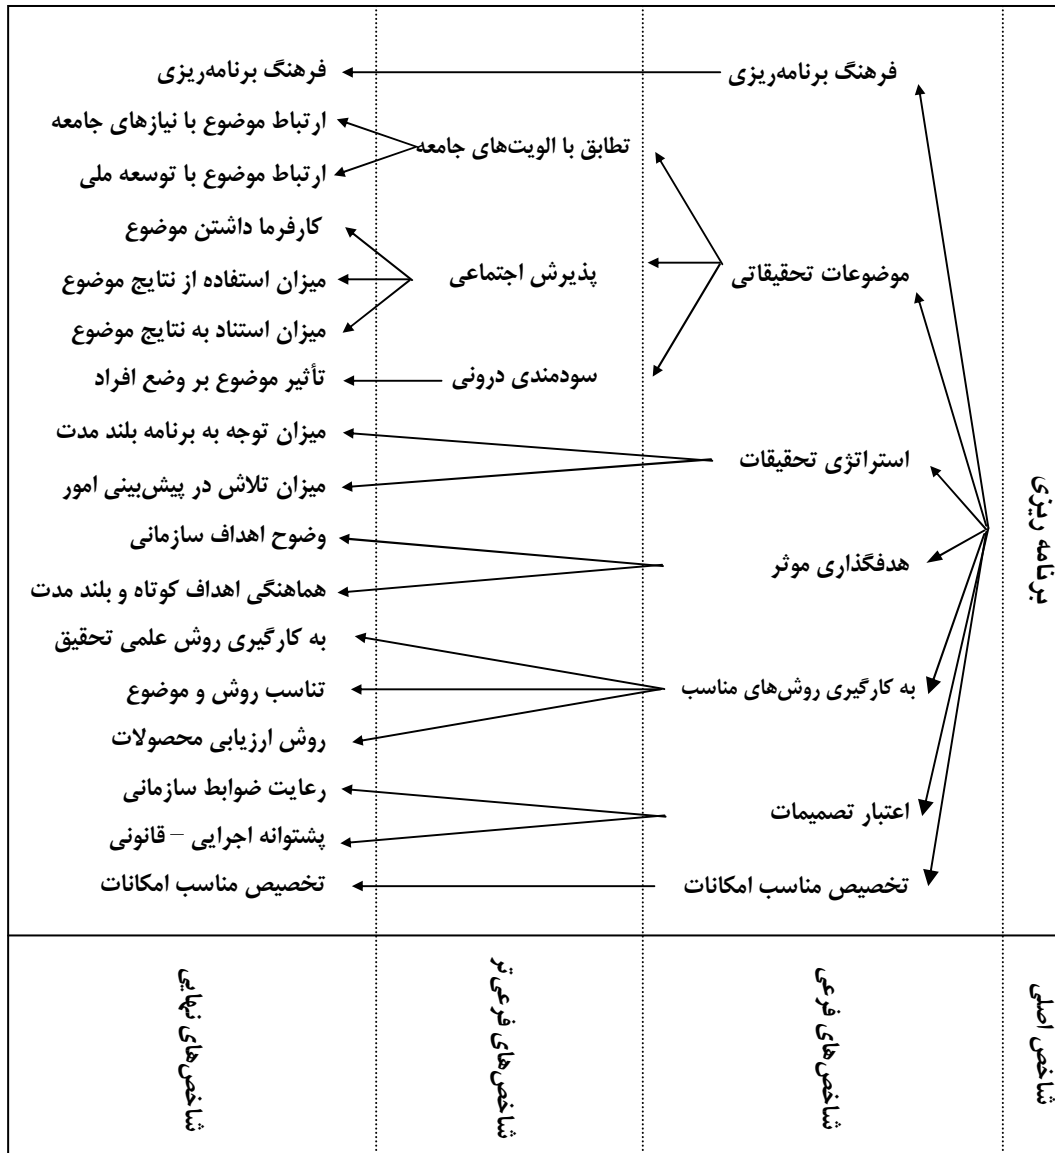 برنامه ریزی
فرهنگ برنامه‌ریزی
موضوعات تحقیقاتی
استراتژی تحقیقات
هدفگذاری موثر
به کارگیری روش‌های مناسب
اعتبار تصمیمات
تخصیص مناسب امکانات
تطابق با الویت‌های جامعه
پذیرش اجتماعی
سودمندی درونی
فرهنگ برنامه‌ریزی
ارتباط موضوع با نیازهای جامعه
ارتباط موضوع با توسعه ملی
کارفرما داشتن موضوع
میزان استفاده از نتایج موضوع
میزان استناد به نتایج موضوع
تأثیر موضوع بر وضع افراد
میزان توجه به برنامه بلند مدت
میزان تلاش در پیش‌بینی امور
وضوح اهداف سازمانی
هماهنگی اهداف کوتاه و بلند مدت
به کارگیری روش علمی تحقیق
تناسب روش و موضوع
روش ارزیابی محصولات
رعایت ضوابط سازمانی
پشتوانه اجرایی – قانونی
تخصیص مناسب امکانات
شاخص اصلی
شاخص‌های فرعی
شاخص‌های فرعی‌تر
شاخص‌های نهایی